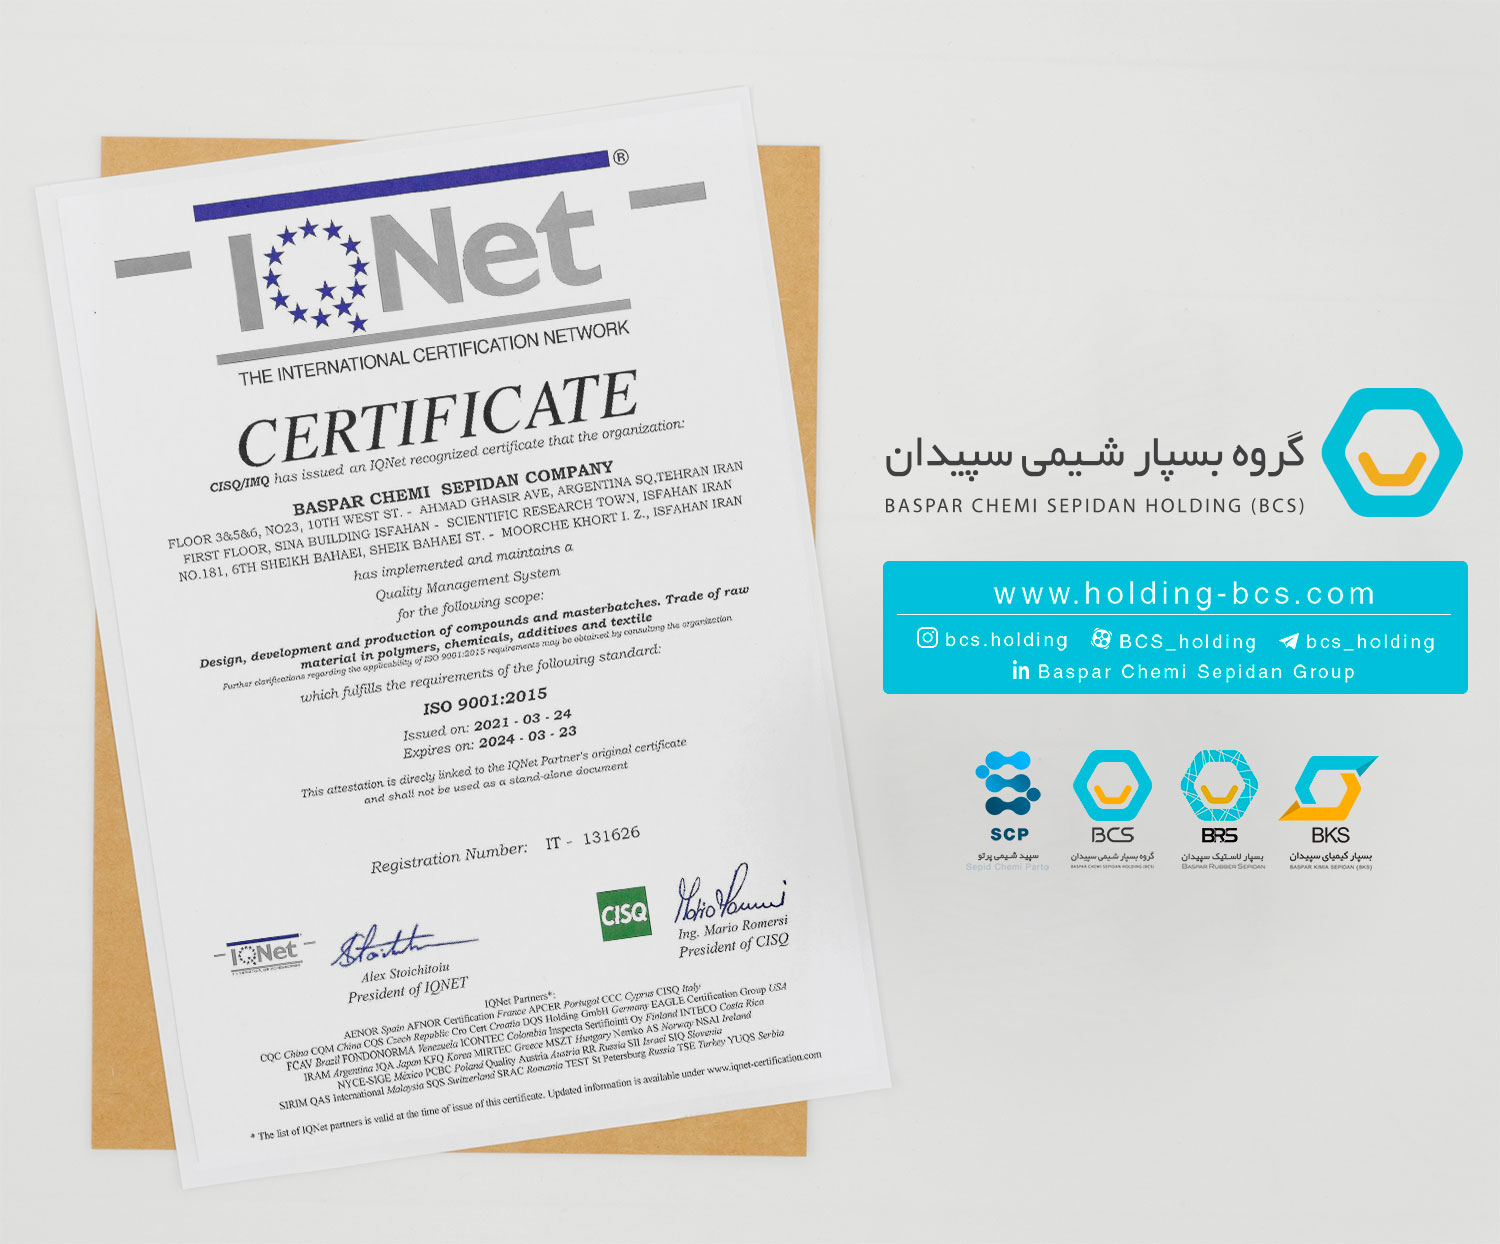 ®
IQNet
THE INTERNATIONAL CERTIFICATION NETWORK
CERTIFICATE
CISQ/IMQ has issued an IQNet recognized certificate that the organization:
BASPAR CHEMI SEPIDAN COMPANY
FLOOR 3&5&6, NO23, 10TH WEST ST. - AHMAD GHASIR AVE, ARGENTINA SQ,TEHRAN IRAN
FIRST FLOOR, SINA BUILDING ISFAHAN - SCIENTIFIC RESEARCH TOWN, ISFAHAN IRAN
NO.181, 6TH SHEIKH BAHAEI, SHEIK BAHAEI ST. - MOORCHE KHORT I. Z., ISFAHAN IRAN
has implemented and maintains a
Quality Management System
for the following scope:
Design, development and production of compounds and masterbatches. Trade of raw
material in polymers, chemicals, additives and textile
Further clarifications regarding the applicability of ISO 9001:2015 requirements may be obtained by consulting the organization
which fulfills the requirements of the following standard:
ISO 9001:2015
Issued on: 2021 - 03 - 24
Expires on: 2024 - 03 - 23
This attestation is direcly linked to the IQNet Partner's original certificate
and shall not be used as a stand-alone document
Registration Number: IT - 131626
IQNet
CISQ
Alex Stoichitoiu
President of IQNET
Ing. Mario Romersi
President of CISQ
IQNet Partners*:
AENOR Spain AFNOR Certification France APCER Portugal CCC Cyprus CISQ Italy
CQC China CQM China CQS Czech Republic Cro Cert Croatia DQS Holding GmbH Germany EAGLE Certification Group USA
FCAV Brazil FONDONORMA Venezuela ICONTEC Colombia Inspecta Sertifiointi Oy Finland INTECO Costa Rica
IRAM Argentina JQA Japan KFQ Korea MIRTEC Greece MSZT Hungary Nemko AS Norway NSAI Ireland
NYCE-SIGE México PCBC Poland Quality Austria Austria RR Russia SII Israel SIQ Slovenia
SIRIM QAS International Malaysia SQS Switzerland SRAC Romania TEST St Petersburg Russia TSE Turkey YUQS Serbia
* The list of IQNet partners is valid at the time of issue of this certificate. Updated information is available under www.iqnet-certification.com
گروه بسپار شیمی سپیدان
BASPAR CHEMI SEPIDAN HOLDING (BCS)
www.holding-bcs.com
bcs.holding BCS_holding bcs_holding
in Baspar Chemi Sepidan Group
SCP
سپید شیمی پرتو
Sepid Chemi Parto
BCS
گروه بسپار شیمی سپیدان
BASPAR CHEMI SEPIDAN HOLDING (BCS)
BRS
بسپار لاستیک سپیدان
BASPAR RUBBER SEPIDAN
BKS
بسپار کیمیای سپیدان
BASPAR KIMIA SEPIDAN (BKS)